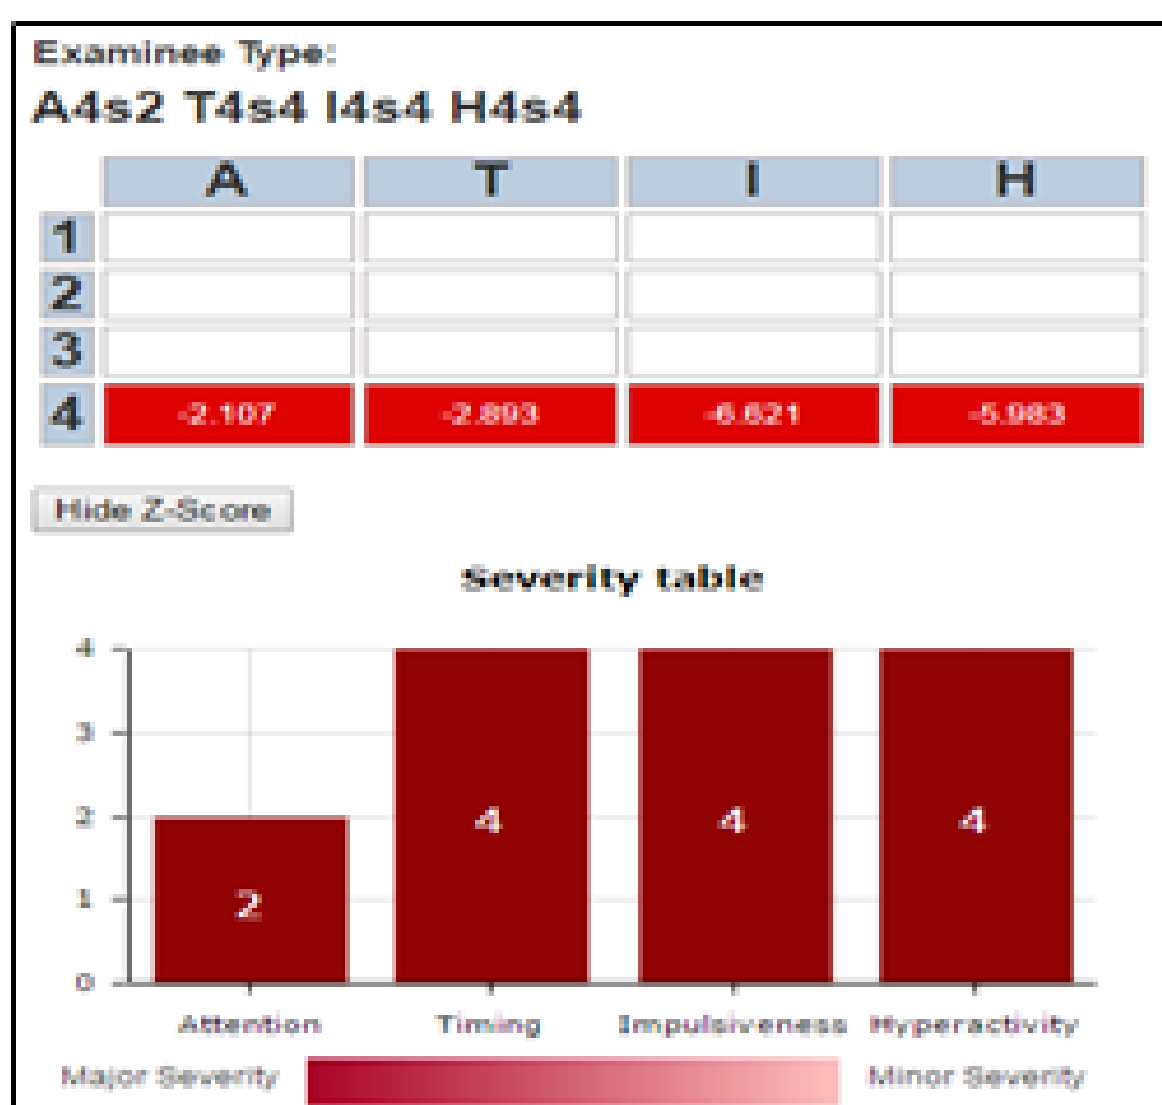 Examinee Type:
A4s2 T4s4 I4s4 H4s4
A T I H
1
2
3
4 -2.107 -2.893 -6.621 -5.983
Hide Z-Score
Severity table
4
3
2
1
0
2 4 4 4
Attention Timing Impulsiveness Hyperactivity
Major Severity Minor Severity